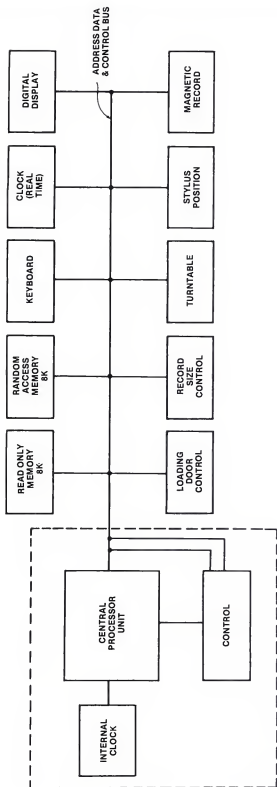 READ ONLY
MEMORY
8K
RANDOM
ACCESS
MEMORY
8K
KEYBOARD
CLOCK
(REAL
TIME)
DIGITAL
DISPLAY
ADDRESS DATA
& CONTROL BUS
INTERNAL
CLOCK
CENTRAL
PROCESSOR
UNIT
CONTROL
LOADING
DOOR
CONTROL
RECORD
SIZE
CONTROL
TURNTABLE
STYLUS
POSITION
MAGNETIC
RECORD